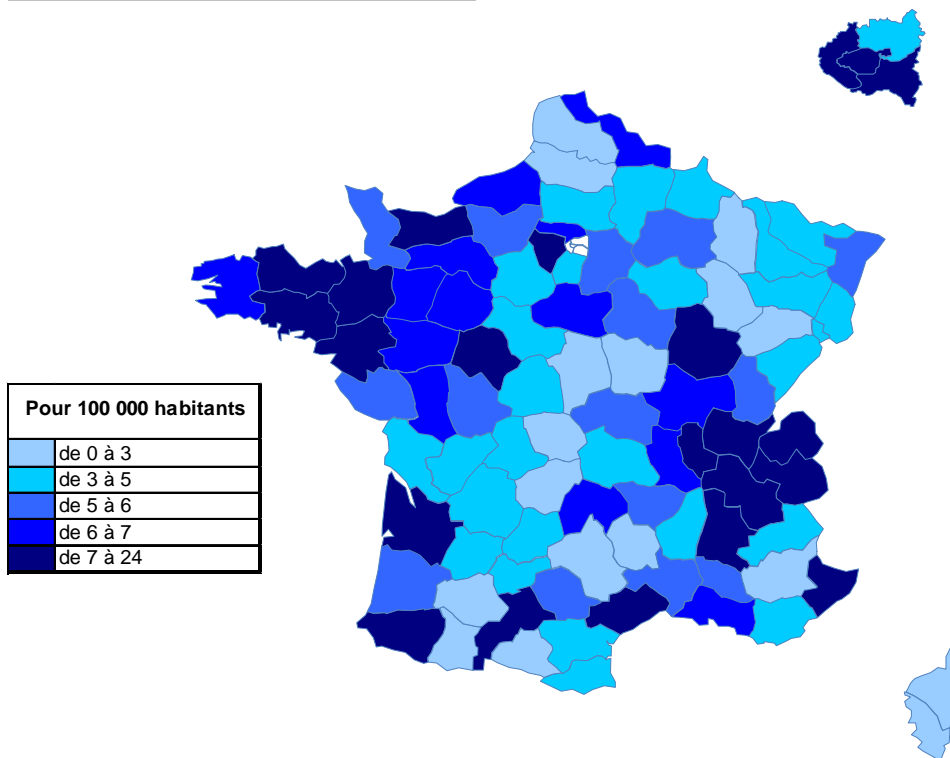 Pour 100 000 habitants
de 0 à 3
de 3 à 5
de 5 à 6
de 6 à 7
de 7 à 24